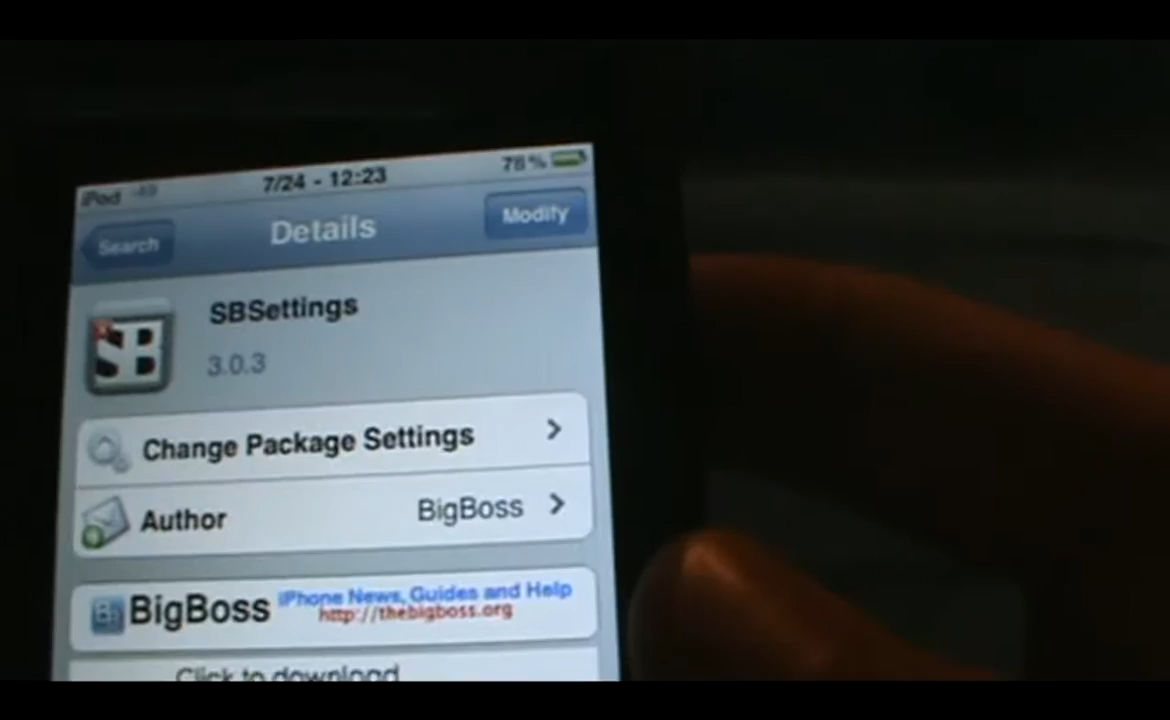 iPod
7/24 - 12:23
78%
Search
Details
Modify
SB
SBSettings
3.0.3
Change Package Settings
Author
BigBoss
BigBoss
iPhone News, Guides and Help
http://thebigboss.org
Click to download